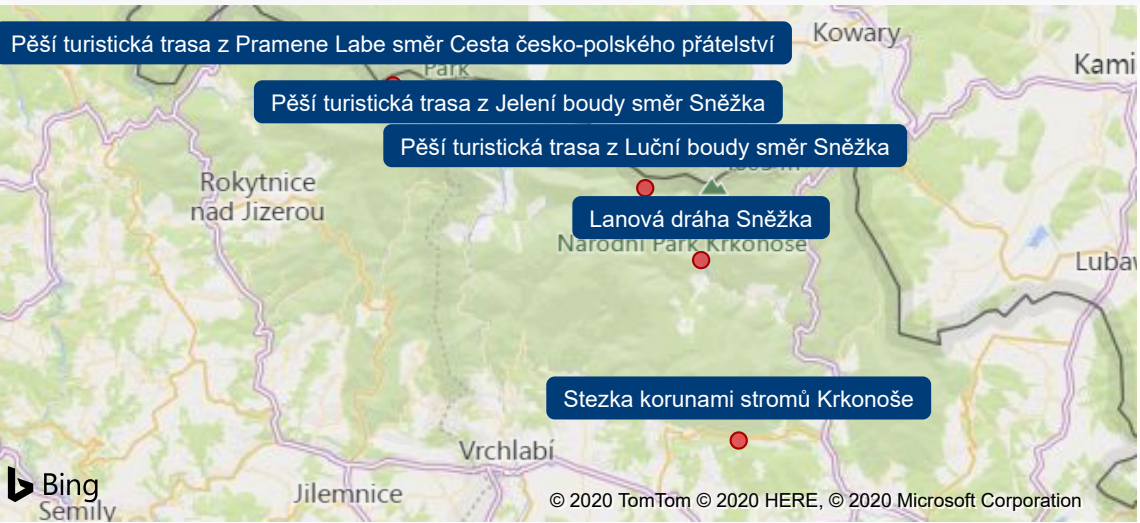 Pěší turistická trasa z Pramene Labe směr Cesta česko-polského přátelství
Kowary
Park
Kami
Pěší turistická trasa z Jelení boudy směr Sněžka
Pěší turistická trasa z Luční boudy směr Sněžka
Rokytnice
nad Jizerou
Lanová dráha Sněžka
Národní Park Krkonoše
Lubaw
Stezka korunami stromů Krkonoše
Vrchlabí
Bing
Jilemnice
© 2020 TomTom © 2020 HERE, © 2020 Microsoft Corporation
Semily